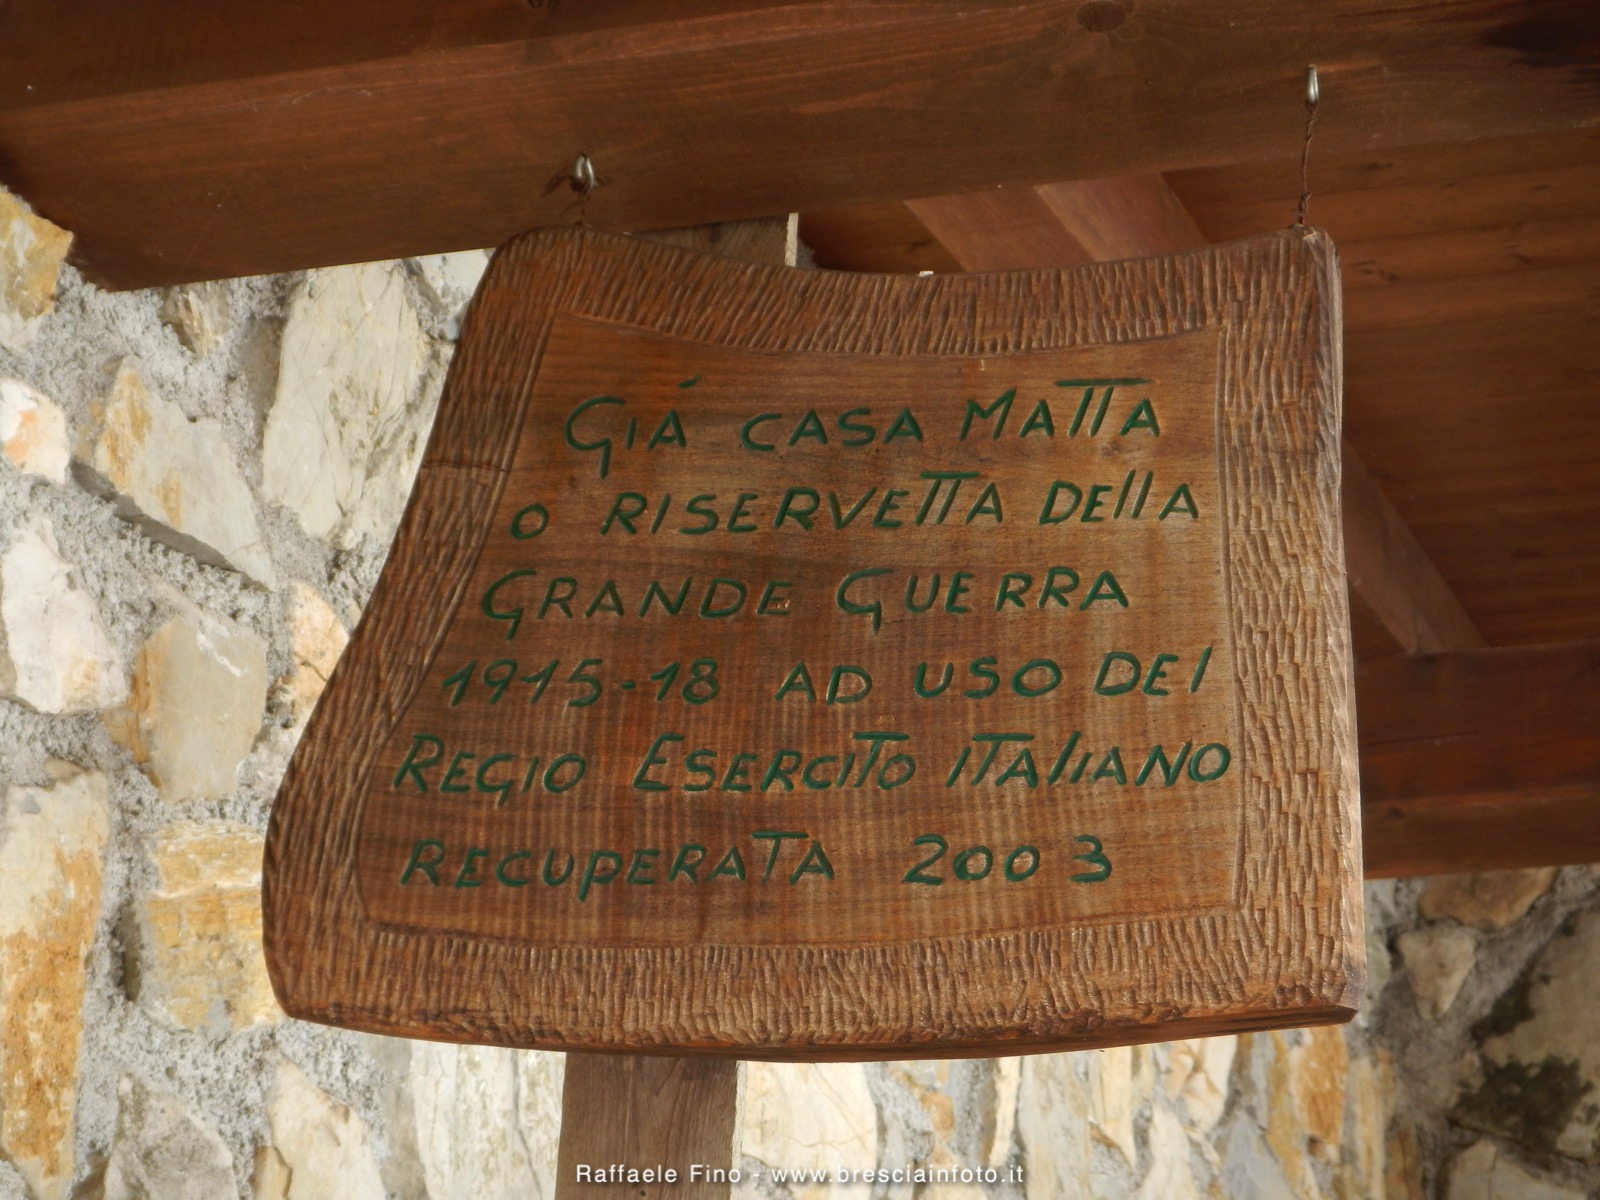 GIÁ CASA MATTA
O RISERVETTA DELLA
GRANDE GUERRA
1915-18 AD USO DEL
REGIO ESERCITO ITALIANO
RECUPERATA 2003
Raffaele Fino - www.bresciainfoto.it